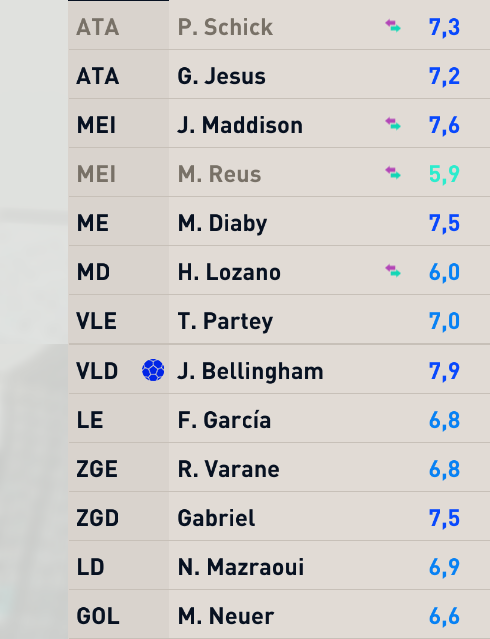 ATA P. Schick 7,3
ATA G. Jesus 7,2
MEI J. Maddison 7,6
MEI M. Reus 5,9
ME M. Diaby 7,5
MD H. Lozano 6,0
VLE T. Partey 7,0
VLD J. Bellingham 7,9
LE F. García 6,8
ZGE R. Varane 6,8
ZGD Gabriel 7,5
LD N. Mazraoui 6,9
GOL M. Neuer 6,6